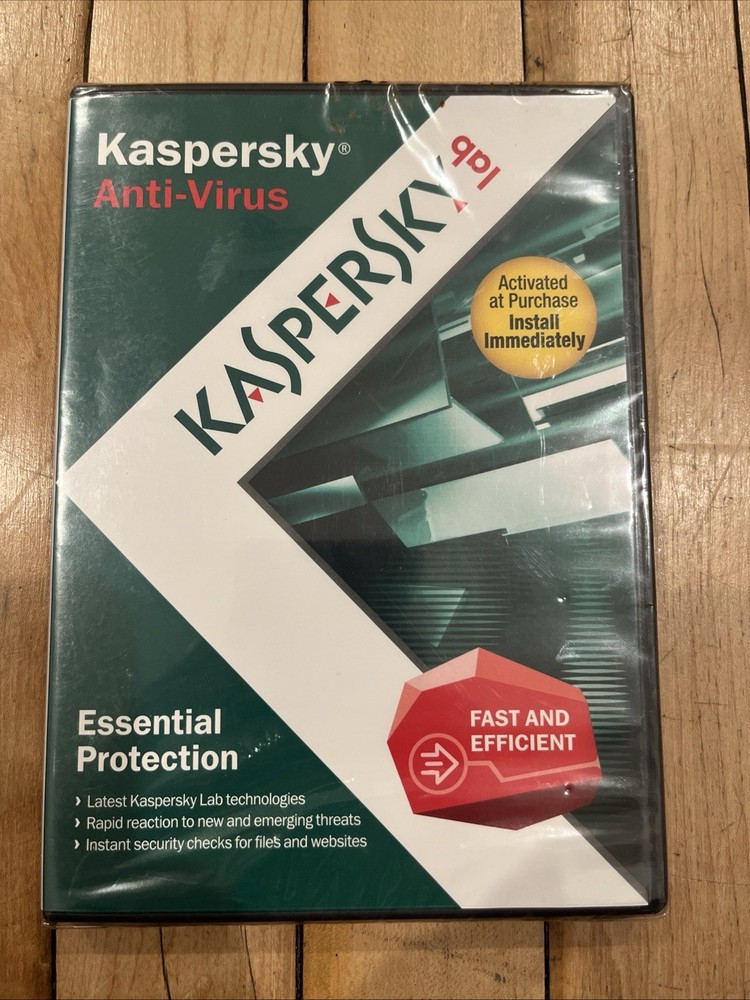 Kaspersky®
Anti-Virus
KASPERSKY lab
Activated
at Purchase
Install
Immediately
FAST AND
EFFICIENT
Essential
Protection
› Latest Kaspersky Lab technologies
› Rapid reaction to new and emerging threats
› Instant security checks for files and websites